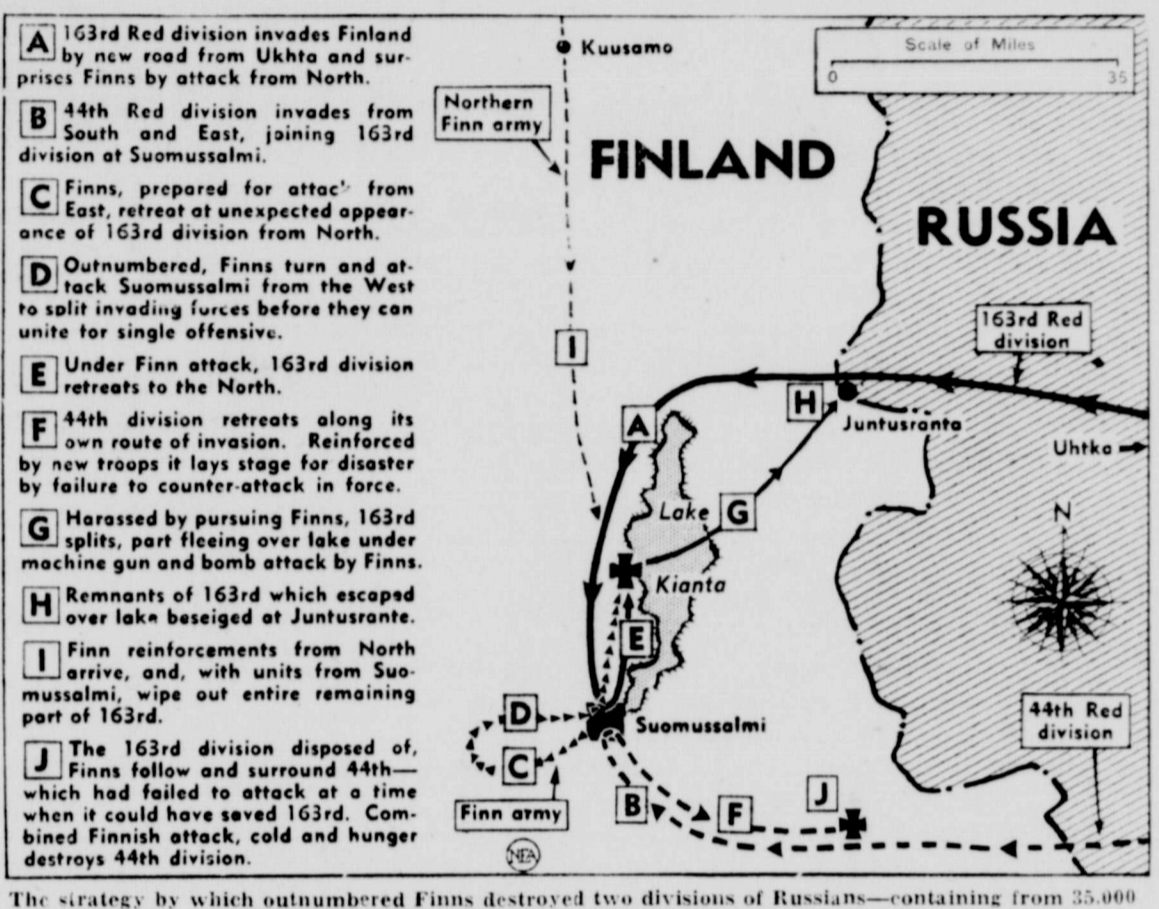 A 163rd Red division invades Finland
by new road from Ukhta and sur-
prises Finns by attack from North.
B 44th Red division invades from
South and East, joining 163rd
division at Suomussalmi.
C Finns, prepared for attac' from
East, retreat at unexpected appear-
ance of 163rd division from North.
D Outnumbered, Finns turn and at-
tack Suomussalmi from the West
to split invading forces before they can
unite for single offensive.
E Under Finn attack, 163rd division
retreats to the North.
F 44th division retreats along its
own route of invasion. Reinforced
by new troops it lays stage for disaster
by failure to counter-attack in force.
G Harassed by pursuing Finns, 163rd
splits, part fleeing over lake under
machine gun and bomb attack by Finns.
H Remnants of 163rd which escaped
over lake beseiged at Juntusrante.
I Finn reinforcements from North
arrive, and, with units from Suo-
mussalmi, wipe out entire remaining
part of 163rd.
J The 163rd division disposed of,
Finns follow and surround 44th—
which had failed to attack at a time
when it could have saved 163rd. Com-
bined Finnish attack, cold and hunger
destroys 44th division.
Kuusamo
Scale of Miles
0 35
Northern
Finn army
FINLAND
RUSSIA
163rd Red
division
I
H
A
Juntusranta
Uhtka
Lake
G
N
Kianta
E
44th Red
division
D
Suomussalmi
C
J
B
F
Finn army
NEA
The strategy by which outnumbered Finns destroyed two divisions of Russians—containing from 35,000